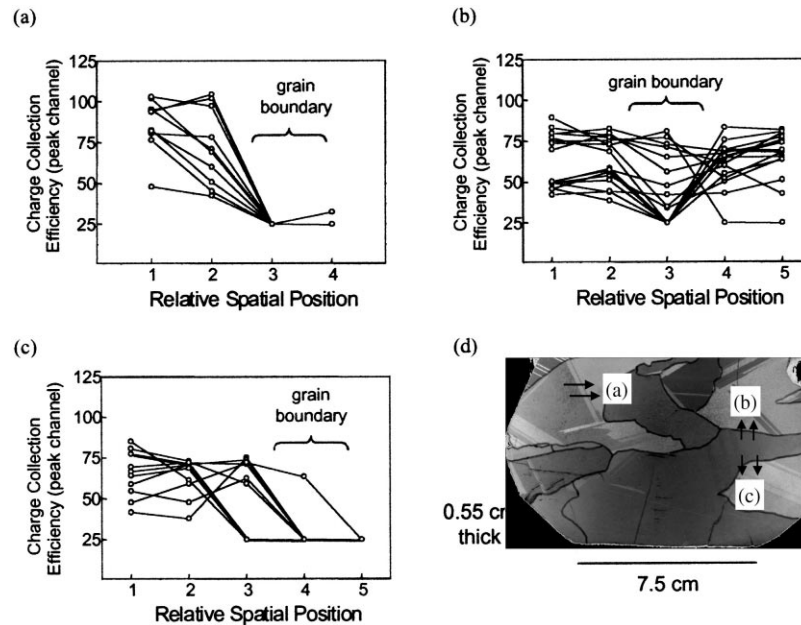 (a)
125
100
75
50
25
Charge Collection
Efficiency (peak channel)
grain
boundary
1 2 3 4
Relative Spatial Position
(b)
125
100
75
50
25
Charge Collection
Efficiency (peak channel)
grain boundary
1 2 3 4 5
Relative Spatial Position
(c)
125
100
75
50
25
Charge Collection
Efficiency (peak channel)
grain
boundary
1 2 3 4 5
Relative Spatial Position
(d)
(a)
(b)
(c)
0.55 cm
thick
7.5 cm